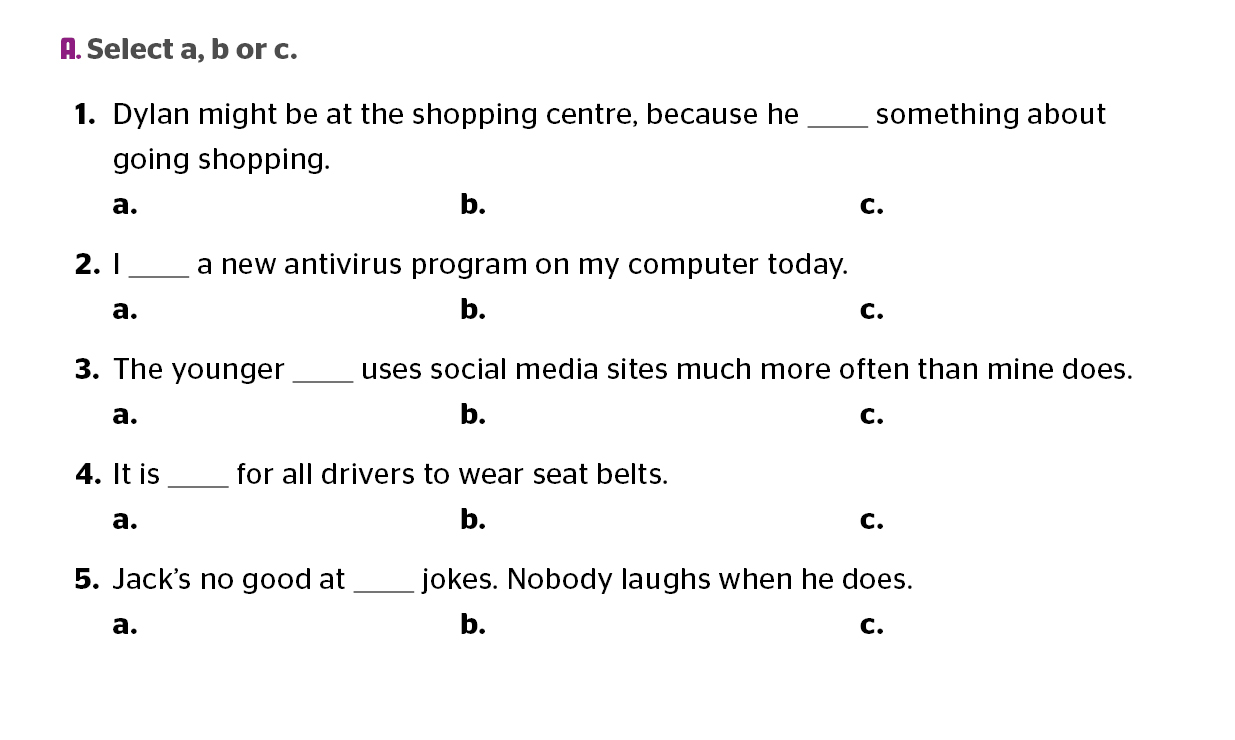 A. Select a, b or c.
1. Dylan might be at the shopping centre, because he ____ something about
going shopping.
a. b. c.
2. I ____ a new antivirus program on my computer today.
a. b. c.
3. The younger ____ uses social media sites much more often than mine does.
a. b. c.
4. It is ____ for all drivers to wear seat belts.
a. b. c.
5. Jack’s no good at ____ jokes. Nobody laughs when he does.
a. b. c.